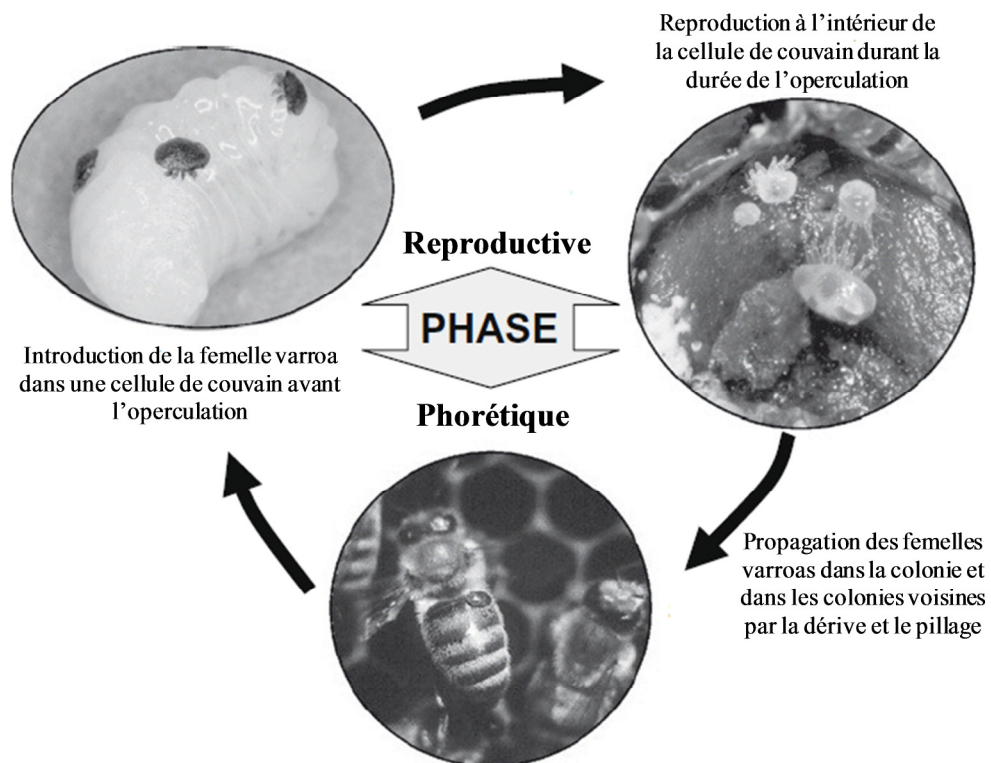 Reproduction à l’intérieur de
la cellule de couvain durant la
durée de l’operculation
Reproductive
PHASE
Phorétique
Introduction de la femelle varroa
dans une cellule de couvain avant
l’operculation
Propagation des femelles
varroas dans la colonie et
dans les colonies voisines
par la dérive et le pillage